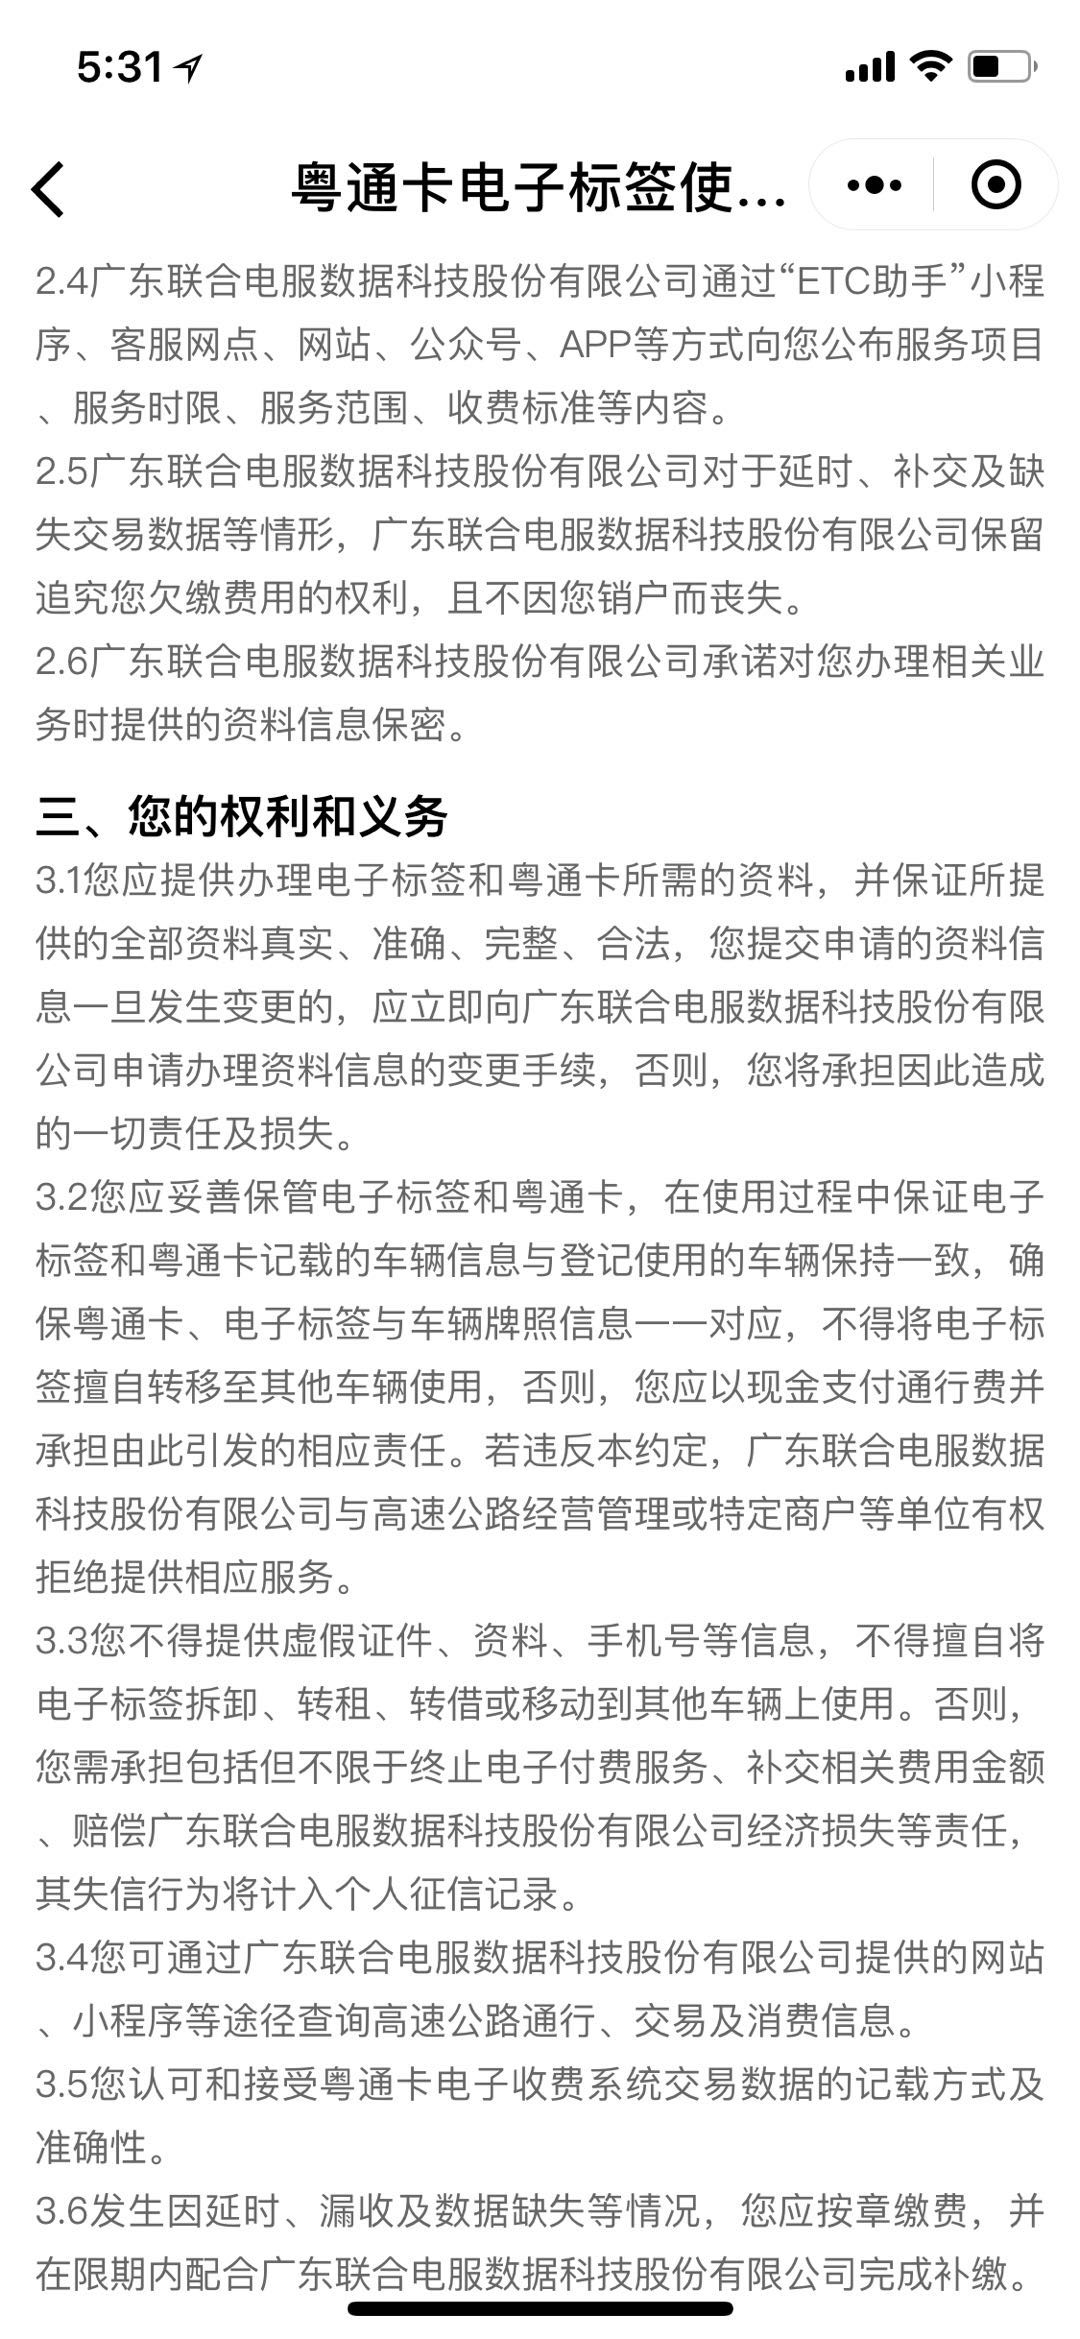 5:31
粤通卡电子标签使...
2.4广东联合电服数据科技股份有限公司通过“ETC助手”小程
序、客服网点、网站、公众号、APP等方式向您公布服务项目
、服务时限、服务范围、收费标准等内容。
2.5广东联合电服数据科技股份有限公司对于延时、补交及缺
失交易数据等情形，广东联合电服数据科技股份有限公司保留
追究您欠缴费用的权利，且不因您销户而丧失。
2.6广东联合电服数据科技股份有限公司承诺对您办理相关业
务时提供的资料信息保密。
三、您的权利和义务
3.1您应提供办理电子标签和粤通卡所需的资料，并保证所提
供的全部资料真实、准确、完整、合法，您提交申请的资料信
息一旦发生变更的，应立即向广东联合电服数据科技股份有限
公司申请办理资料信息的变更手续，否则，您将承担因此造成
的一切责任及损失。
3.2您应妥善保管电子标签和粤通卡，在使用过程中保证电子
标签和粤通卡记载的车辆信息与登记使用的车辆保持一致，确
保粤通卡、电子标签与车辆牌照信息一一对应，不得将电子标
签擅自转移至其他车辆使用，否则，您应以现金支付通行费并
承担由此引发的相应责任。若违反本约定，广东联合电服数据
科技股份有限公司与高速公路经营管理或特定商户等单位有权
拒绝提供相应服务。
3.3您不得提供虚假证件、资料、手机号等信息，不得擅自将
电子标签拆卸、转租、转借或移动到其他车辆上使用。否则，
您需承担包括但不限于终止电子付费服务、补交相关费用金额
、赔偿广东联合电服数据科技股份有限公司经济损失等责任，
其失信行为将计入个人征信记录。
3.4您可通过广东联合电服数据科技股份有限公司提供的网站
、小程序等途径查询高速公路通行、交易及消费信息。
3.5您认可和接受粤通卡电子收费系统交易数据的记载方式及
准确性。
3.6发生因延时、漏收及数据缺失等情况，您应按章缴费，并
在限期内配合广东联合电服数据科技股份有限公司完成补缴。